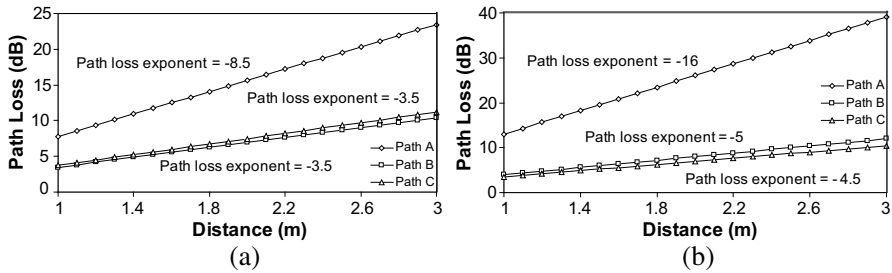 25
20
15
10
5
0
Path Loss (dB)
Path loss exponent = -8.5
Path loss exponent = -3.5
Path loss exponent = -3.5
Path A
Path B
Path C
1
1.4
1.8
2.2
2.6
3
Distance (m)
(a)
40
30
20
10
0
Path Loss (dB)
Path loss exponent = -16
Path loss exponent = -5
Path loss exponent = - 4.5
Path A
Path B
Path C
1
1.4
1.8
2.2
2.6
3
Distance (m)
(b)